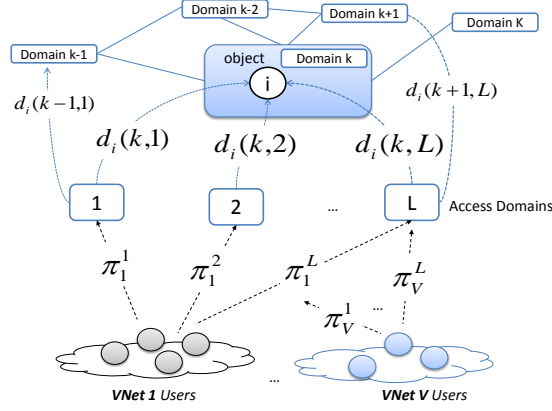 Domain k-2
Domain k+1
Domain K
Domain k-1
object
Domain k
i
d_i(k-1,1)
d_i(k+1,L)
d_i(k,1)
d_i(k,2)
d_i(k,L)
1
2
...
L
Access Domains
π_1^1
π_1^2
π_1^L
π_V^1
...
π_V^L
...
VNet 1 Users
VNet V Users